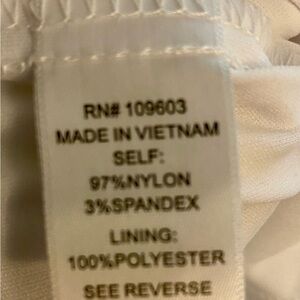 RN# 109603
MADE IN VIETNAM
SELF:
97%NYLON
3%SPANDEX
LINING:
100%POLYESTER
SEE REVERSE